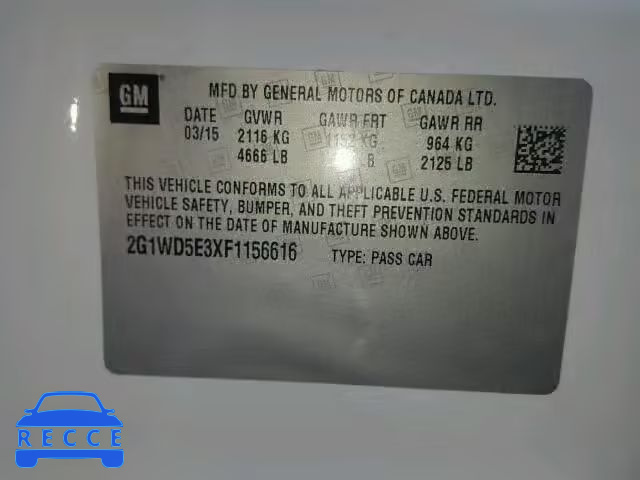 GM MFD BY GENERAL MOTORS OF CANADA LTD.
DATE GVWR GAWR FRT GAWR RR
03/15 2116 KG 1152 KG 964 KG
4666 LB B 2125 LB
THIS VEHICLE CONFORMS TO ALL APPLICABLE U.S. FEDERAL MOTOR
VEHICLE SAFETY, BUMPER, AND THEFT PREVENTION STANDARDS IN
EFFECT ON THE DATE OF MANUFACTURE SHOWN ABOVE.
2G1WD5E3XF1156616 TYPE: PASS CAR
RECCE